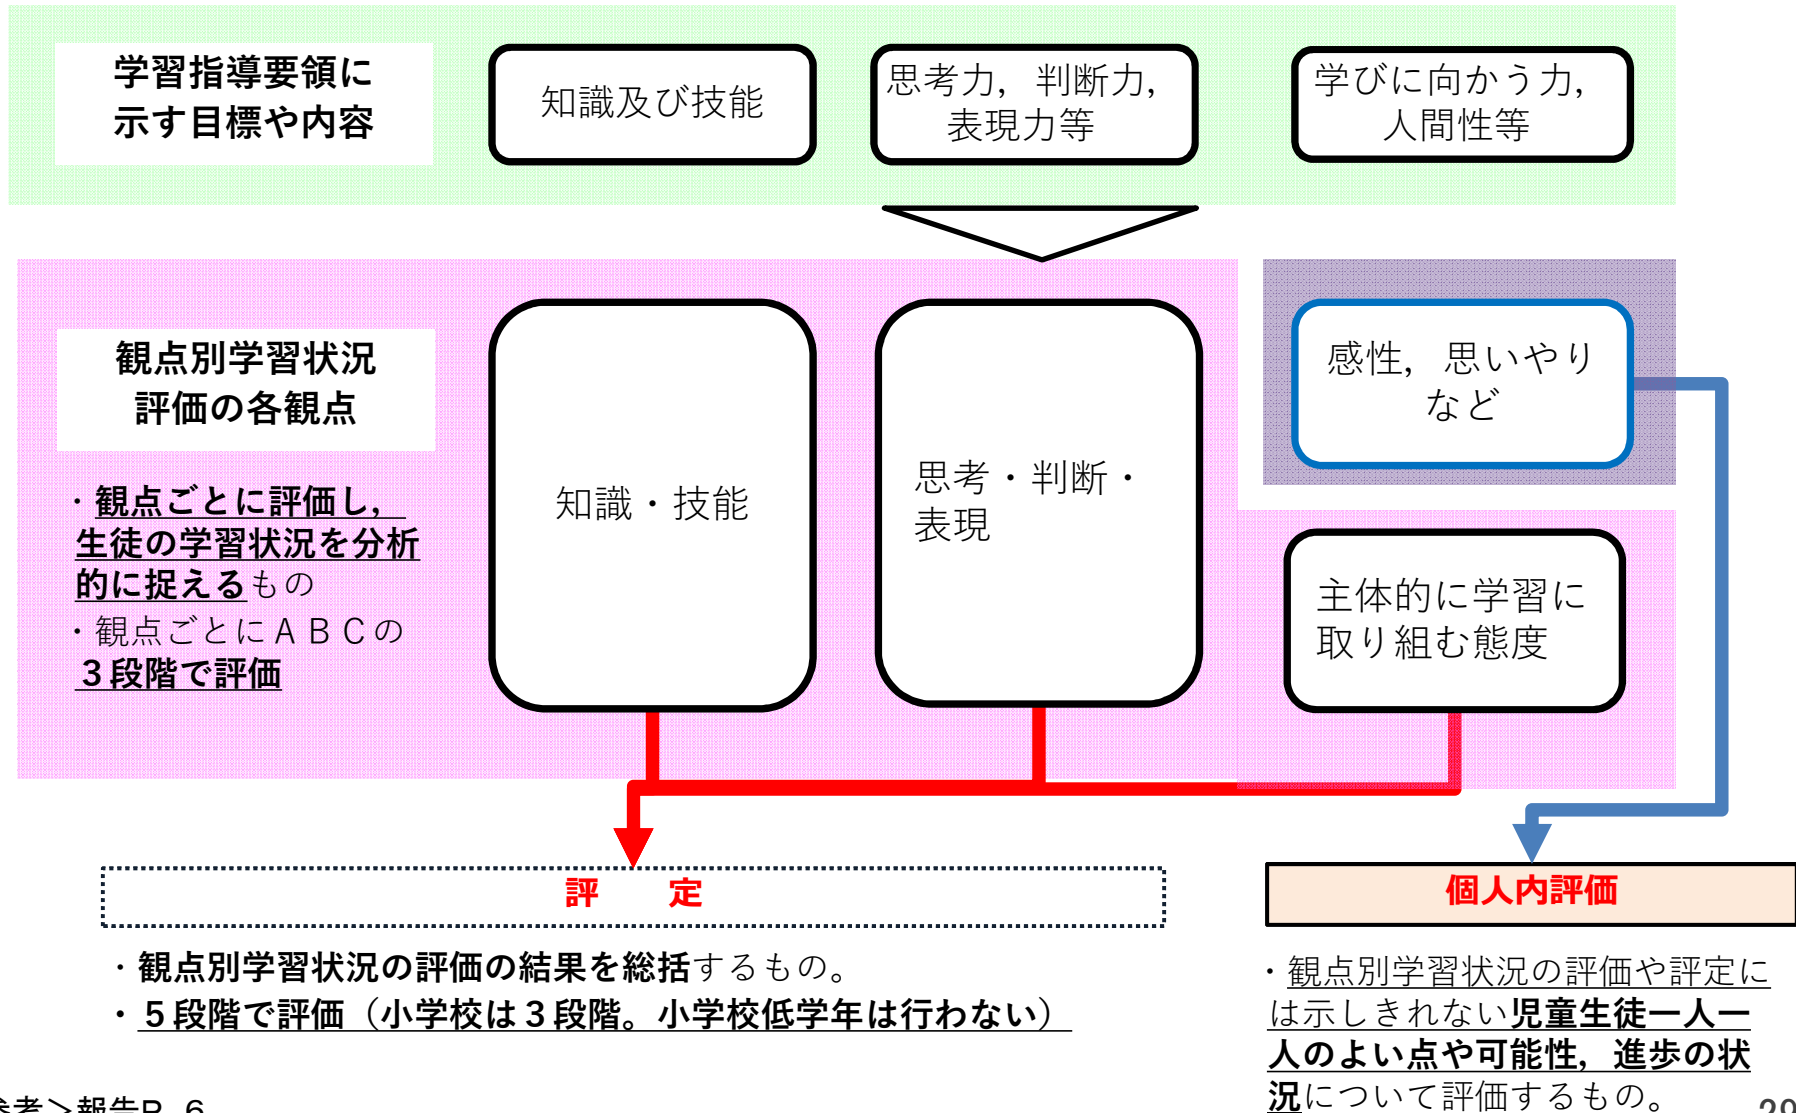 学習指導要領に
示す目標や内容
知識及び技能
思考力，判断力，
表現力等
学びに向かう力，
人間性等
観点別学習状況
評価の各観点
・観点ごとに評価し，
生徒の学習状況を分析
的に捉えるもの
・観点ごとにＡＢＣの
３段階で評価
知識・技能
思考・判断・
表現
感性，思いやり
など
主体的に学習に
取り組む態度
評　定
・観点別学習状況の評価の結果を総括するもの。
・５段階で評価（小学校は３段階。小学校低学年は行わない）
個人内評価
・観点別学習状況の評価や評定に
は示しきれない児童生徒一人一
人のよい点や可能性，進歩の状
況について評価するもの。
考＞報告P. 6